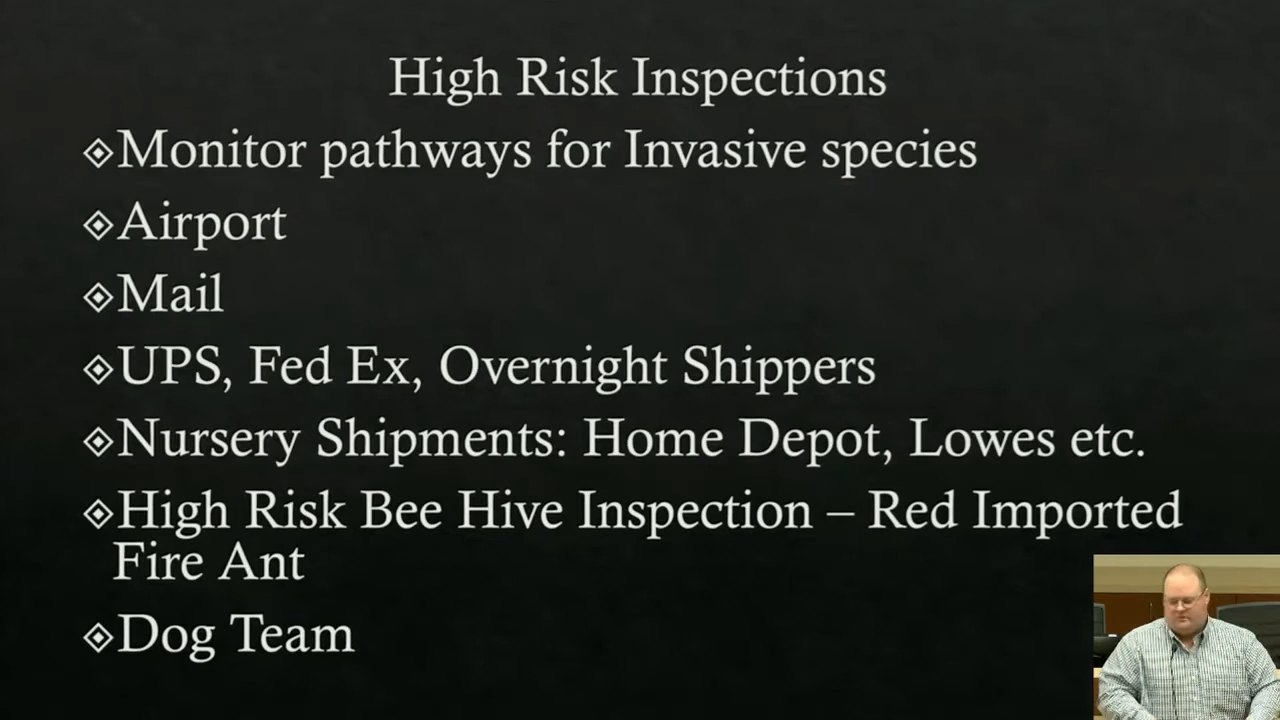 High Risk Inspections
Monitor pathways for Invasive species
Airport
Mail
UPS, Fed Ex, Overnight Shippers
Nursery Shipments: Home Depot, Lowes etc.
High Risk Bee Hive Inspection – Red Imported
Fire Ant
Dog Team